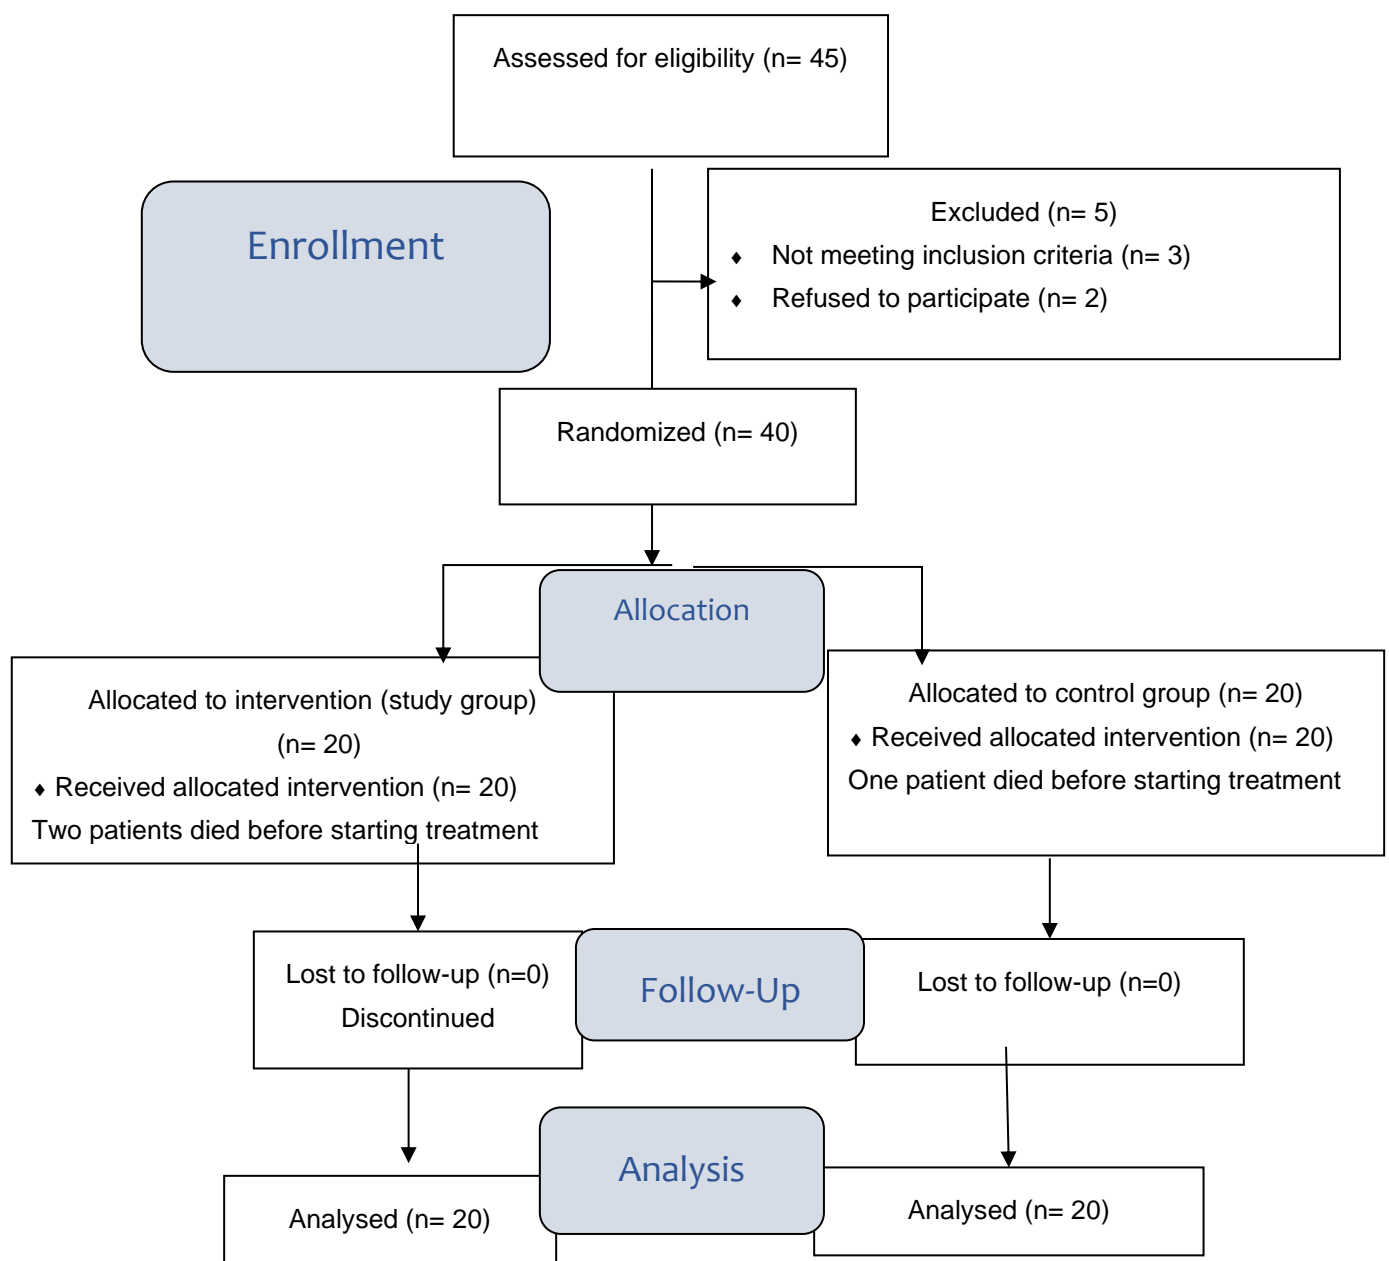 Assessed for eligibility (n= 45)
Enrollment
Excluded (n= 5)
♦ Not meeting inclusion criteria (n= 3)
♦ Refused to participate (n= 2)
Randomized (n= 40)
Allocation
Allocated to intervention (study group)
(n= 20)
♦ Received allocated intervention (n= 20)
Two patients died before starting treatment
Allocated to control group (n= 20)
♦ Received allocated intervention (n= 20)
One patient died before starting treatment
Lost to follow-up (n=0)
Discontinued
Follow-Up
Lost to follow-up (n=0)
Analysis
Analysed (n= 20)
Analysed (n= 20)